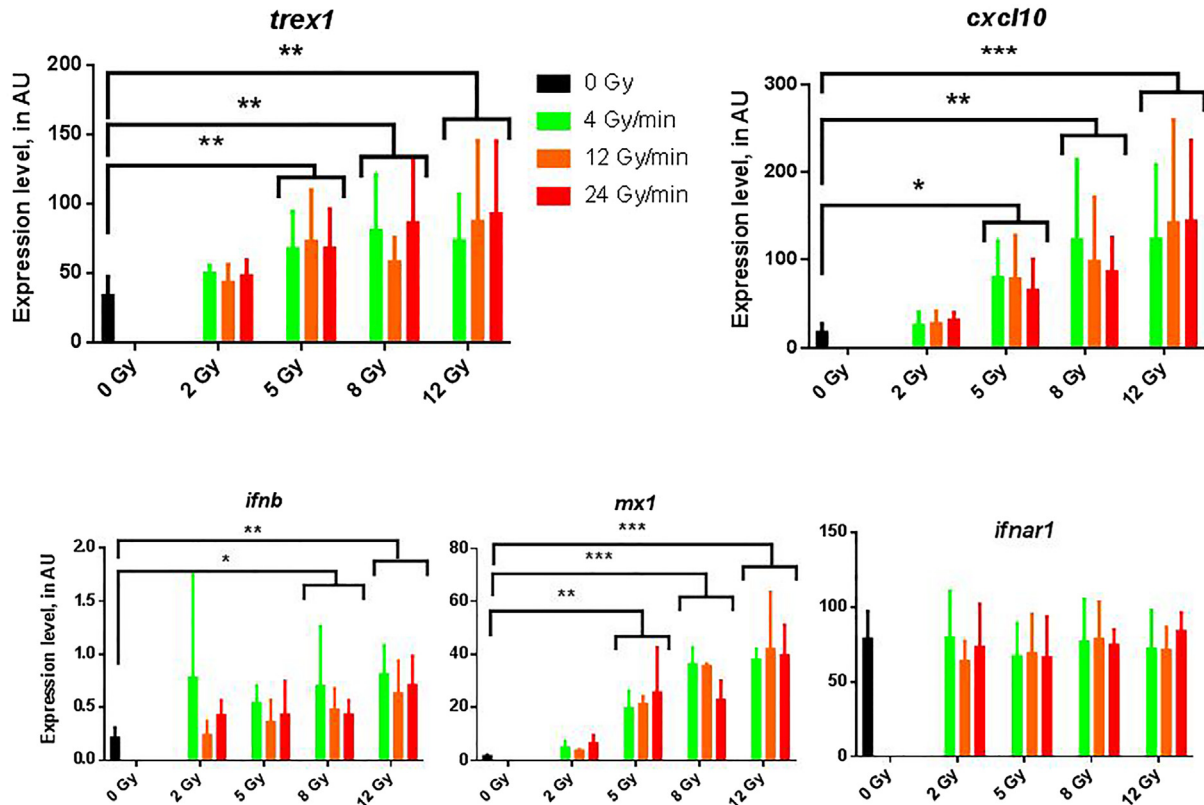 trex1
**
**
**
Expression level, in AU
200
150
100
50
0
0 Gy
2 Gy
5 Gy
8 Gy
12 Gy
0 Gy
4 Gy/min
12 Gy/min
24 Gy/min
cxcl10
***
**
*
Expression level, in AU
300
200
100
0
0 Gy
2 Gy
5 Gy
8 Gy
12 Gy
ifnb
**
*
Expression level, in AU
2.0
1.5
1.0
0.5
0.0
0 Gy
2 Gy
5 Gy
8 Gy
12 Gy
mx1
***
***
**
80
60
40
20
0
0 Gy
2 Gy
5 Gy
8 Gy
12 Gy
ifnar1
150
100
50
0
0 Gy
2 Gy
5 Gy
8 Gy
12 Gy